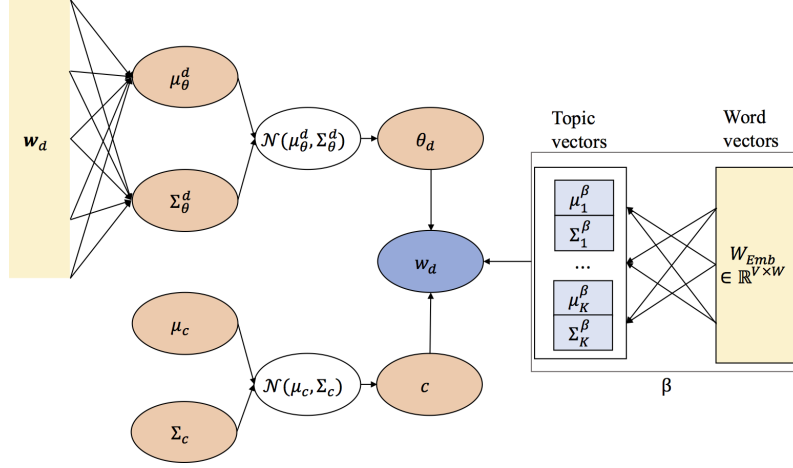 w_d
μ_θ^d
Σ_θ^d
𝒩(μ_θ^d, Σ_θ^d)
θ_d
w_d
μ_c
Σ_c
𝒩(μ_c, Σ_c)
c
Topic
vectors
μ_1^β
Σ_1^β
...
μ_K^β
Σ_K^β
Word
vectors
W_Emb
∈ ℝ^{V×W}
β